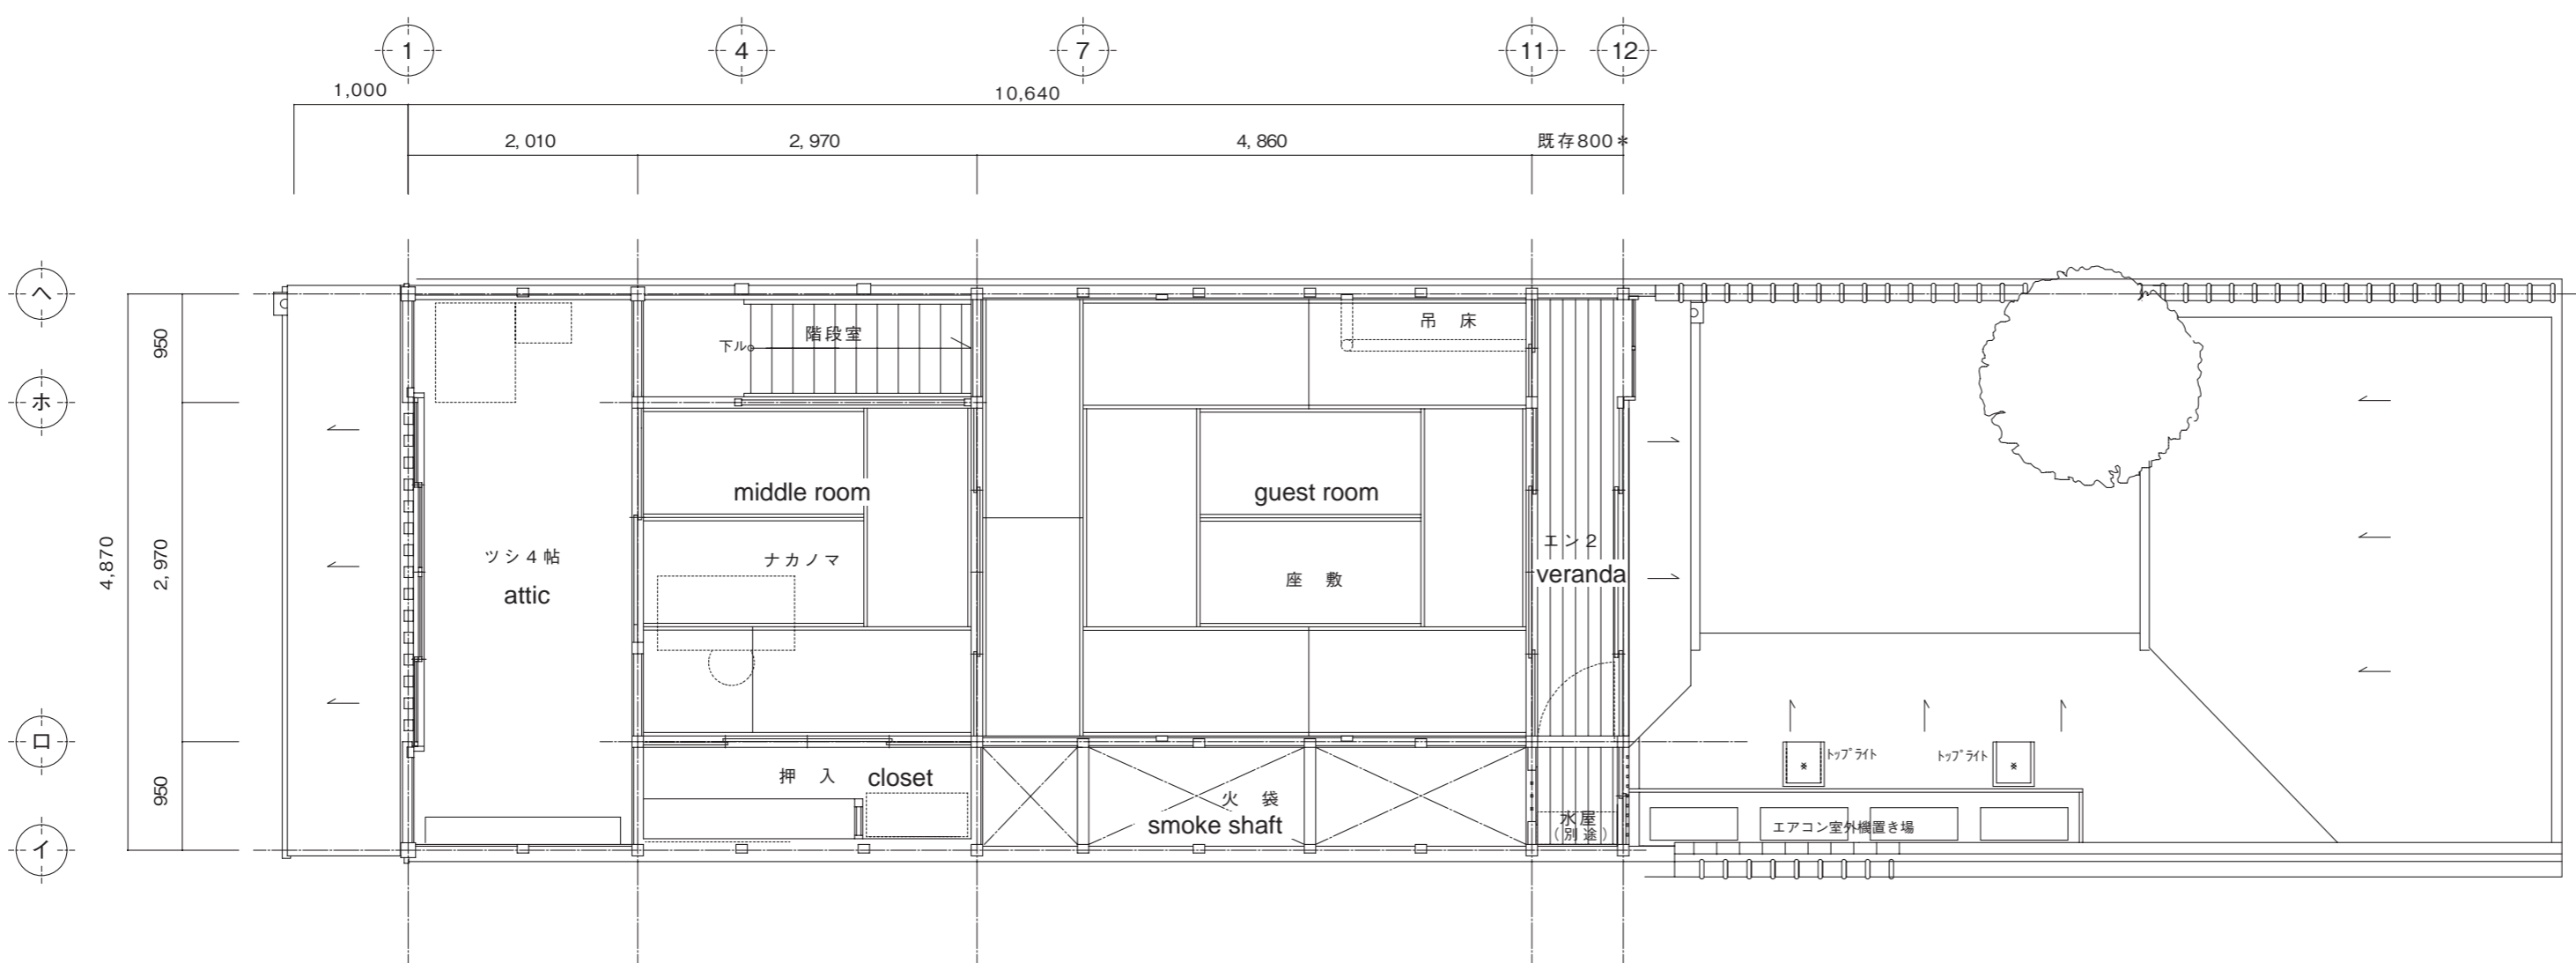 1
4
7
11
12
1,000
10,640
2,010
2,970
4,860
既存800*
ヘ
ホ
ロ
イ
950
2,970
950
4,870
階段室
下ル
吊 床
middle room
guest room
ツシ4帖
attic
ナカノマ
座 敷
エン2
veranda
押 入 closet
火 袋
smoke shaft
水屋
(別途)
トップライト
*
トップライト
*
エアコン室外機置き場